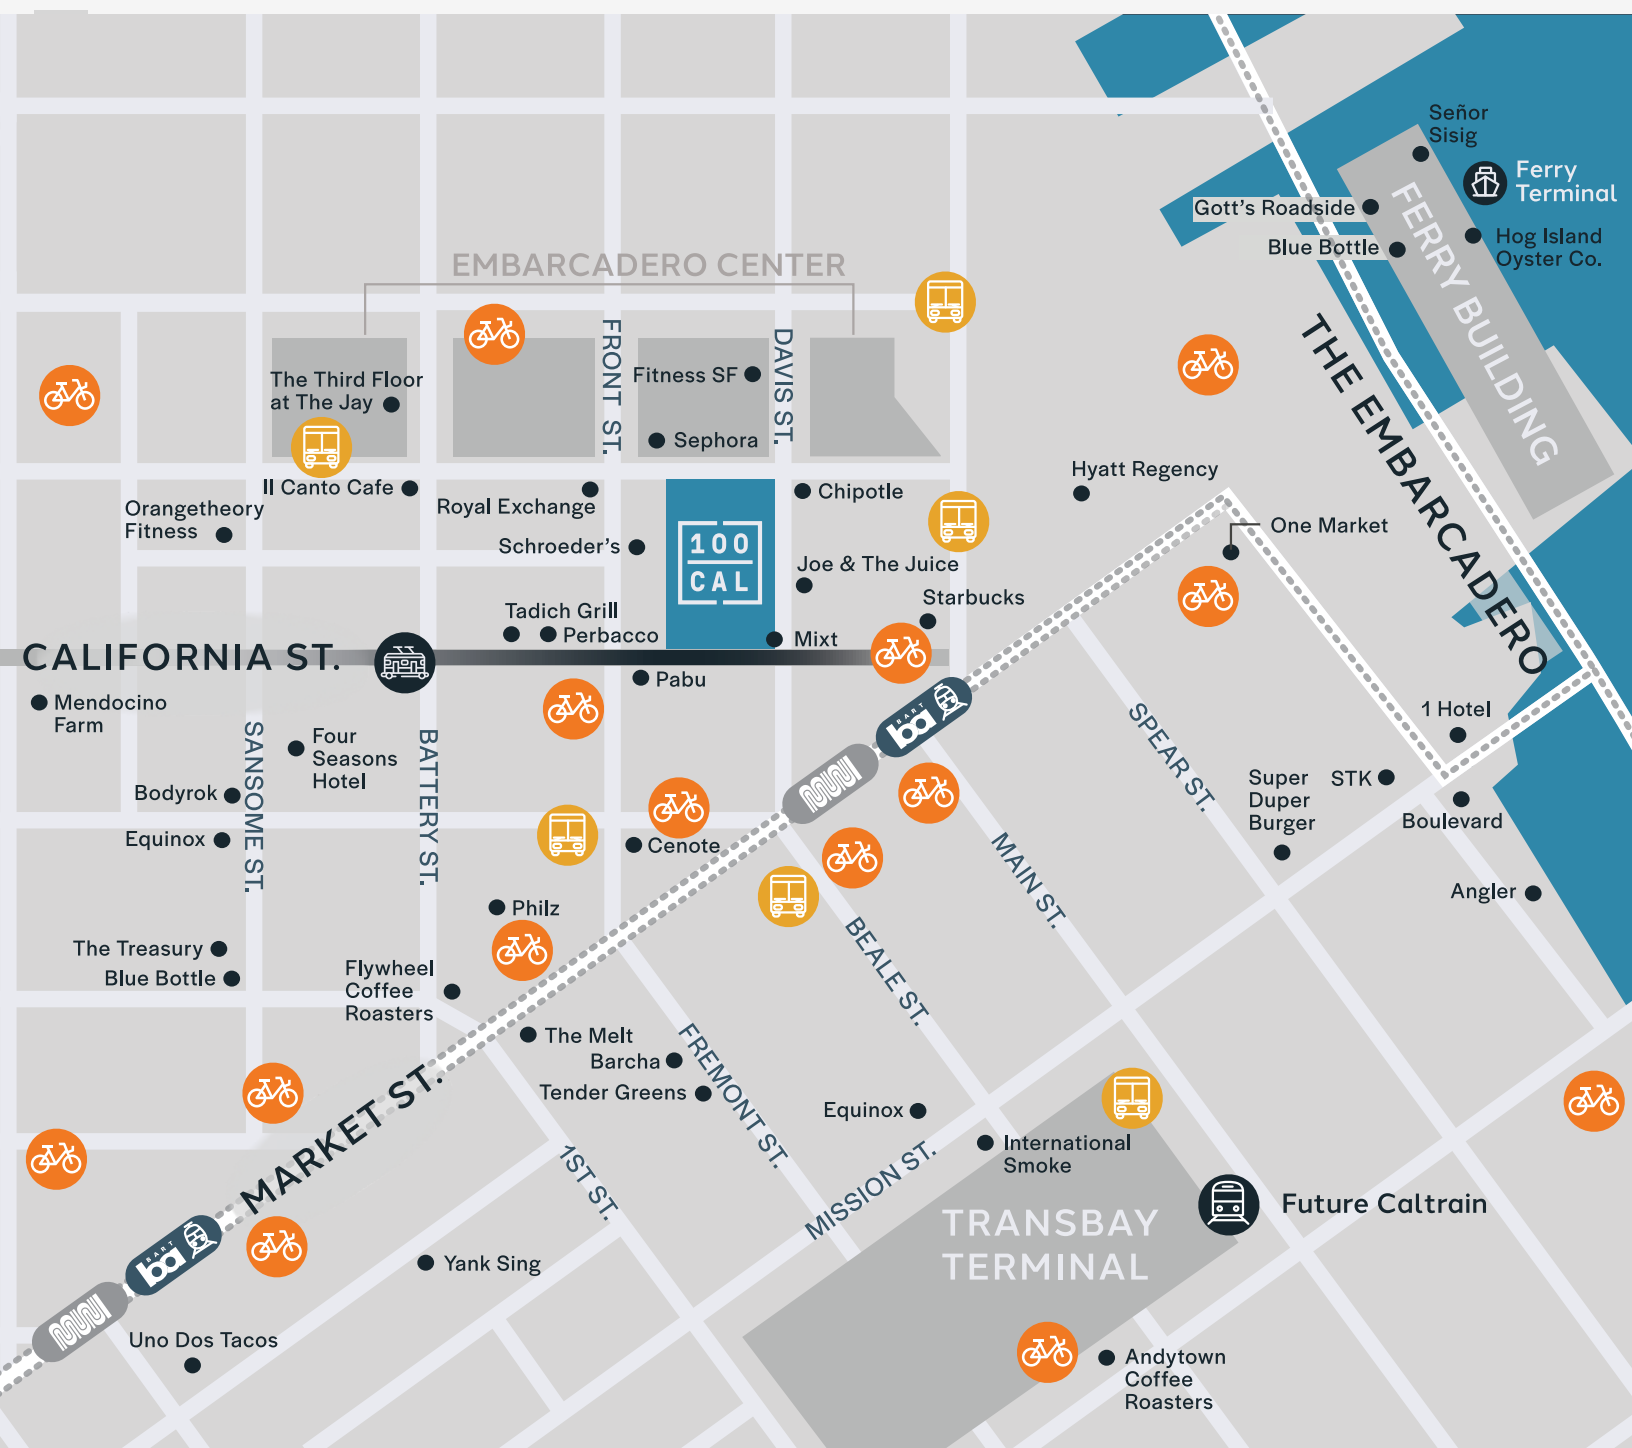 Señor
Sisig
Ferry
Terminal
Gott's Roadside
Blue Bottle
Hog Island
Oyster Co.
FERRY BUILDING
EMBARCADERO CENTER
THE EMBARCADERO
FRONT ST.
DAVIS ST.
The Third Floor
at The Jay
Fitness SF
Sephora
Hyatt Regency
Il Canto Cafe
Royal Exchange
Chipotle
Orangetheory
Fitness
One Market
100
CAL
Schroeder's
Joe & The Juice
Starbucks
Tadich Grill
Perbacco
Mixt
CALIFORNIA ST.
Pabu
Mendocino
Farm
SANSOME ST.
Four
Seasons
Hotel
BATTERY ST.
BART
ba
SPEAR ST.
1 Hotel
Super
Duper
Burger
STK
Boulevard
Bodyrok
Equinox
muni
Cenote
MAIN ST.
Angler
Philz
BEALE ST.
The Treasury
Blue Bottle
Flywheel
Coffee
Roasters
The Melt
Barcha
Tender Greens
FREMONT ST.
Equinox
MARKET ST.
1ST ST.
MISSION ST.
International
Smoke
TRANSBAY
TERMINAL
Future Caltrain
BART
ba
Yank Sing
muni
Uno Dos Tacos
Andytown
Coffee
Roasters